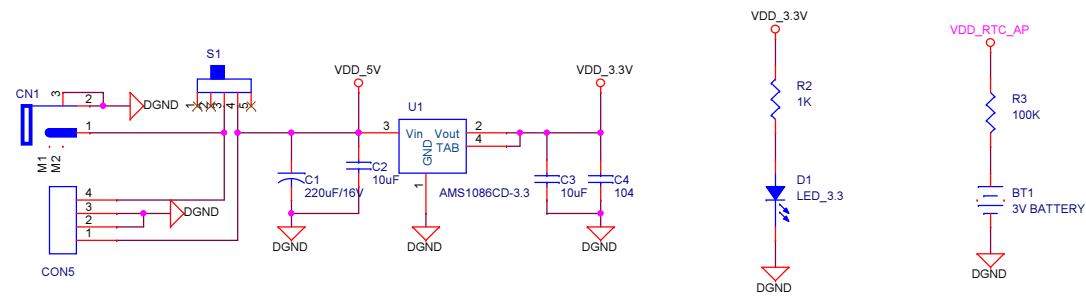 CN1
3
2
DGND
1
M1
M2
S1
1
2
3
4
5
4
3
2
1
DGND
CON5
VDD_5V
C1
220uF/16V
C2
10uF
DGND
U1
3
Vin
Vout
2
TAB
4
GND
1
AMS1086CD-3.3
DGND
VDD_3.3V
C3
10uF
C4
104
DGND
VDD_3.3V
R2
1K
D1
LED_3.3
DGND
VDD_RTC_AP
R3
100K
BT1
3V BATTERY
DGND